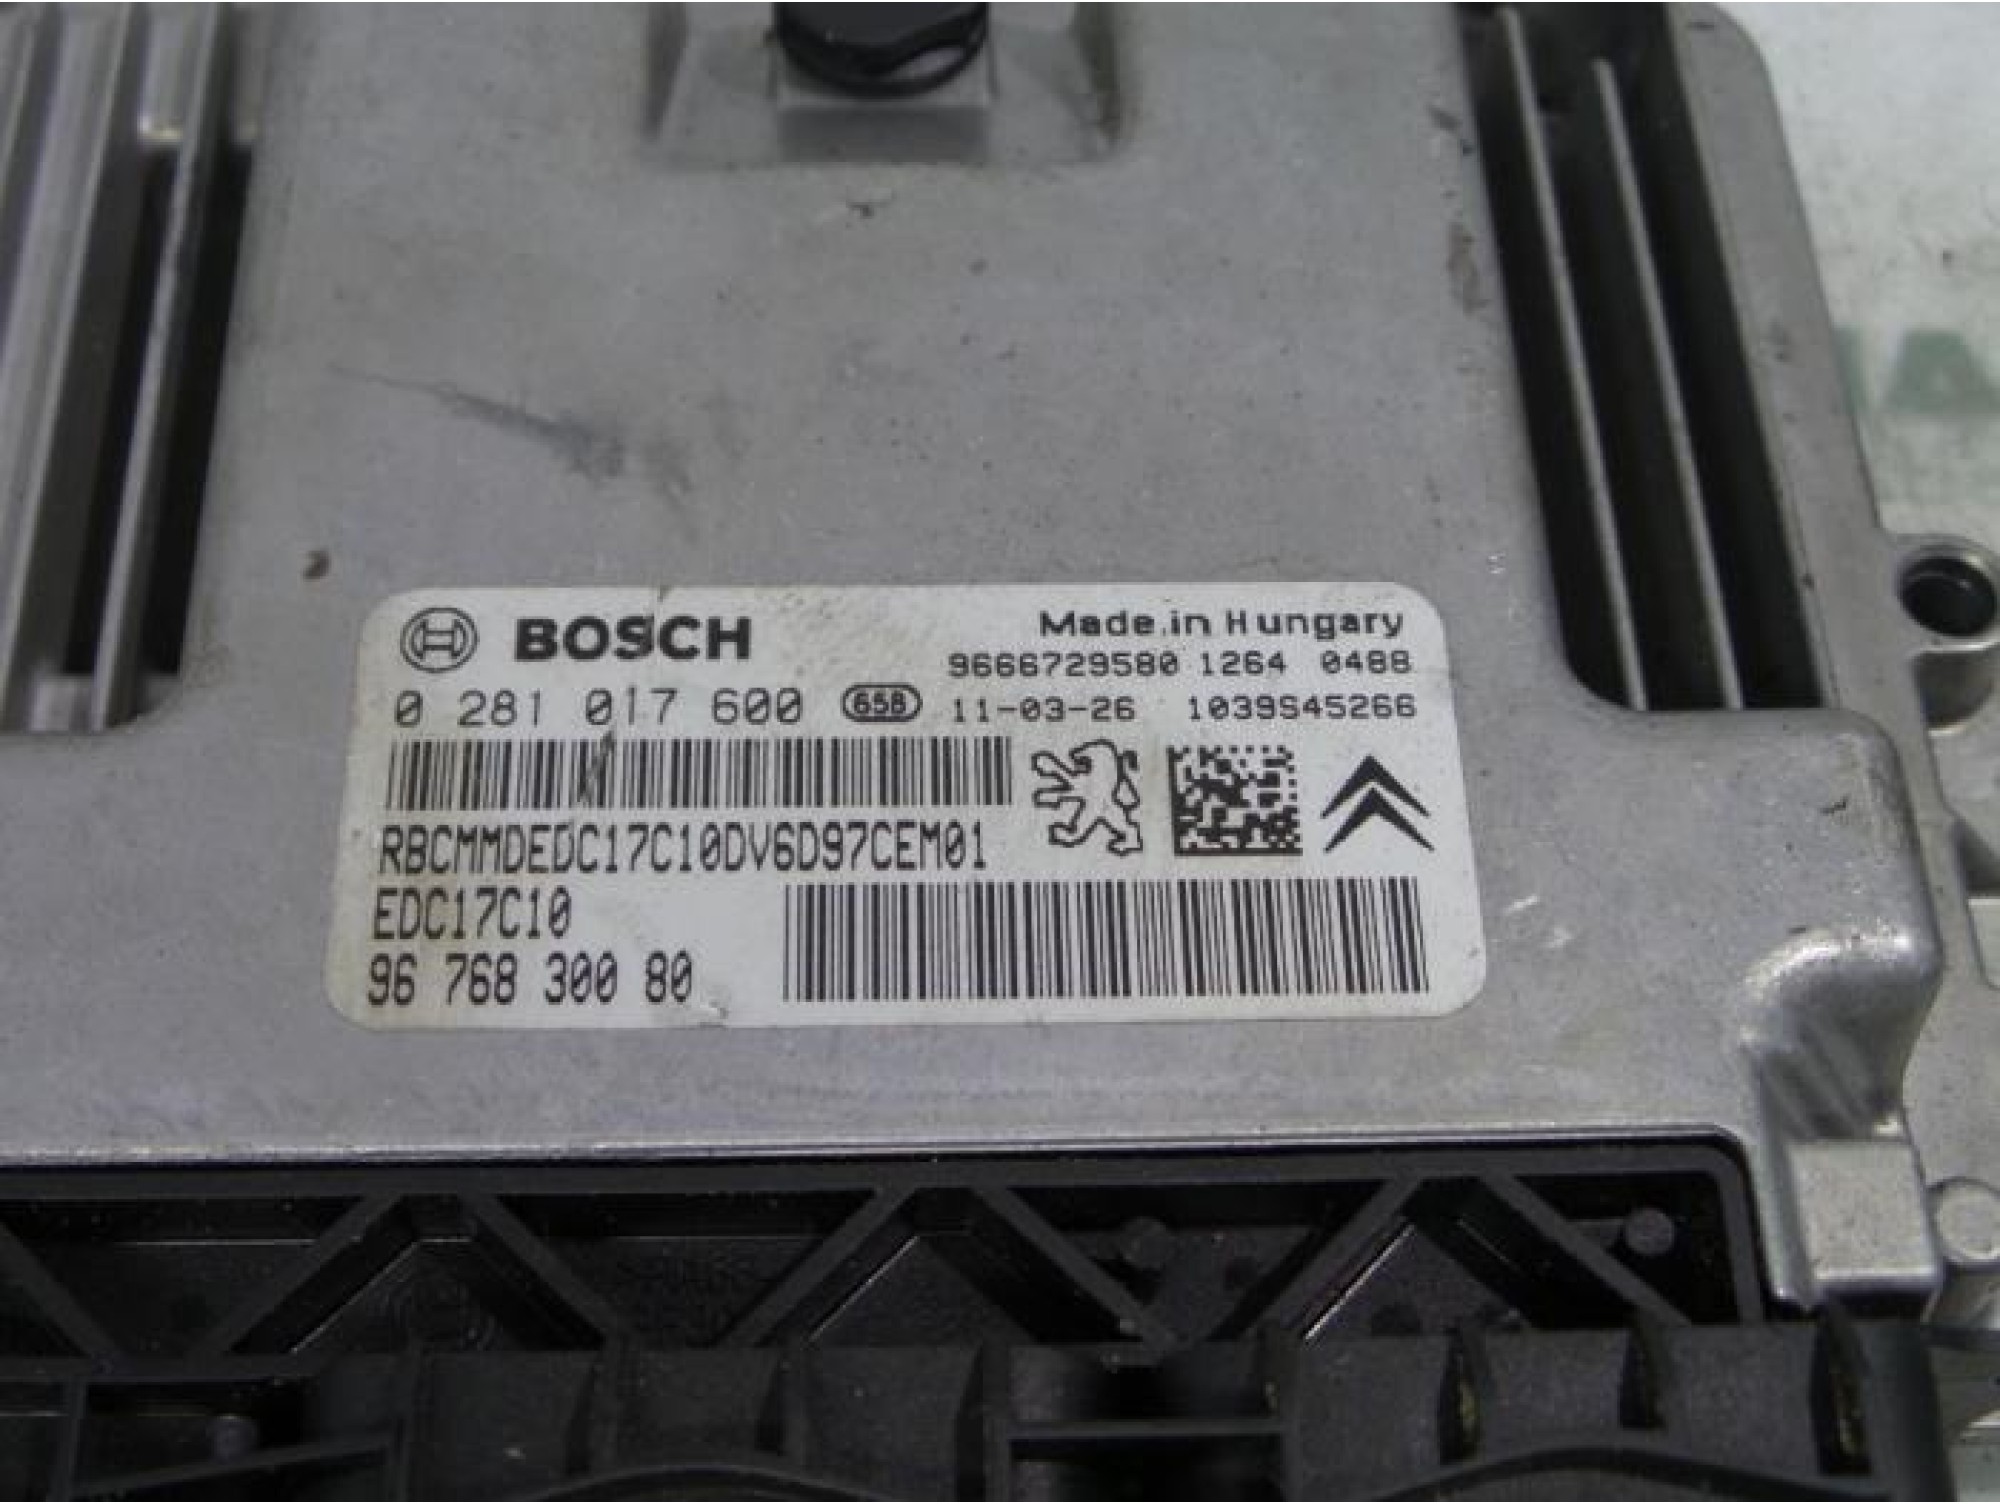 BOSCH
Made in Hungary
9666729580 1264 0488
0 281 017 600 65B 11-03-26 1039S45266
RBCMMDEDC17C10DV6D97CEM01
EDC17C10
96 768 300 80